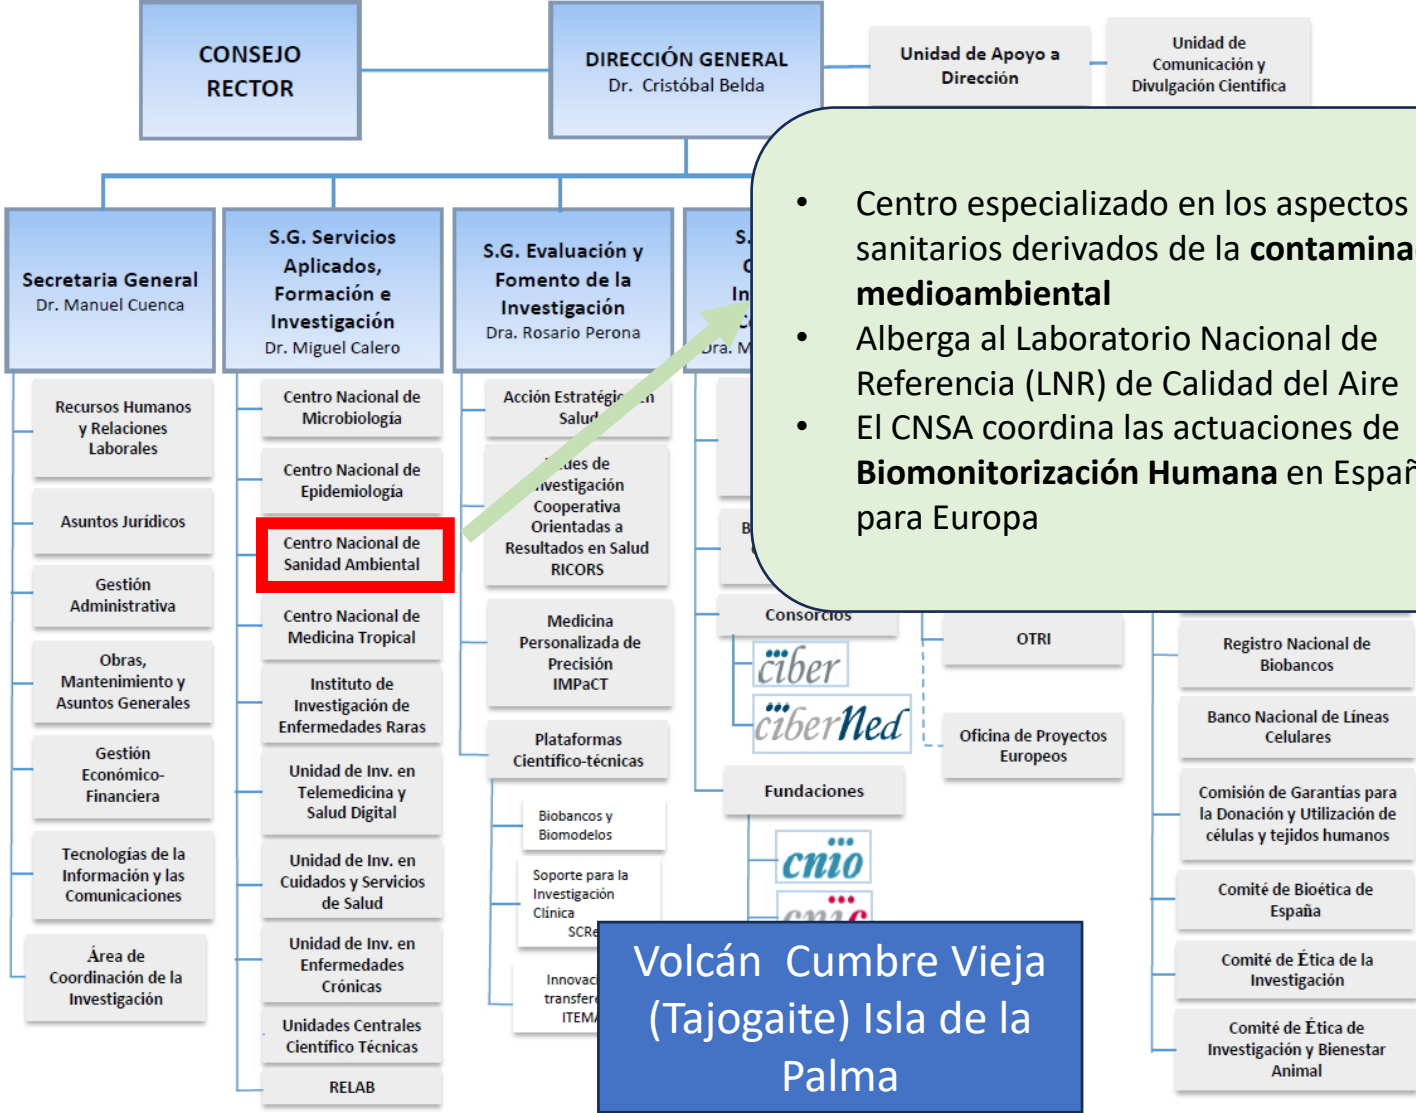 CONSEJO
RECTOR
DIRECCIÓN GENERAL
Dr. Cristóbal Belda
Unidad de Apoyo a
Dirección
Unidad de
Comunicación y
Divulgación Científica
• Centro especializado en los aspectos
sanitarios derivados de la
medioambiental
• Alberga al Laboratorio Nacional de
Referencia (LNR) de Calidad del Aire
• El CNSA coordina las actuaciones de
Biomonitorización Humana en
para Europa
Secretaria General
Dr. Manuel Cuenca
Recursos Humanos
y Relaciones
Laborales
Asuntos Jurídicos
Gestión
Administrativa
Obras,
Mantenimiento y
Asuntos Generales
Gestión
Económico-
Financiera
Tecnologías de la
Información y las
Comunicaciones
Área de
Coordinación de la
Investigación
S.G. Servicios
Aplicados,
Formación e
Investigación
Dr. Miguel Calero
Centro Nacional de
Microbiología
Centro Nacional de
Epidemiología
Centro Nacional de
Sanidad Ambiental
Centro Nacional de
Medicina Tropical
Instituto de
Investigación de
Enfermedades Raras
Unidad de Inv. en
Telemedicina y
Salud Digital
Unidad de Inv. en
Cuidados y Servicios
de Salud
Unidad de Inv. en
Enfermedades
Crónicas
Unidades Centrales
Científico Técnicas
RELAB
S.G. Evaluación y
Fomento de la
Investigación
Dra. Rosario Perona
Acción Estratégica en
Salud
de
Cooperativa
Orientadas a
Resultados en Salud
RICORS
Medicina
Personalizada de
Precisión
IMPaCT
Plataformas
Científico-técnicas
Biobancos y
Biomodelos
Soporte para la
Investigación
Clínica
Dra.
Consorcios
ciber
ciberNed
Fundaciones
cnio
cnic
OTRI
Oficina de Proyectos
Europeos
Registro Nacional de
Biobancos
Banco Nacional de Líneas
Celulares
Comisión de Garantías para
la Donación y Utilización de
células y tejidos humanos
Comité de Bioética de
España
Comité de Ética de la
Investigación
Comité de Ética de
Investigación y Bienestar
Animal
Volcán Cumbre Vieja
(Tajogaite) Isla de la
Palma